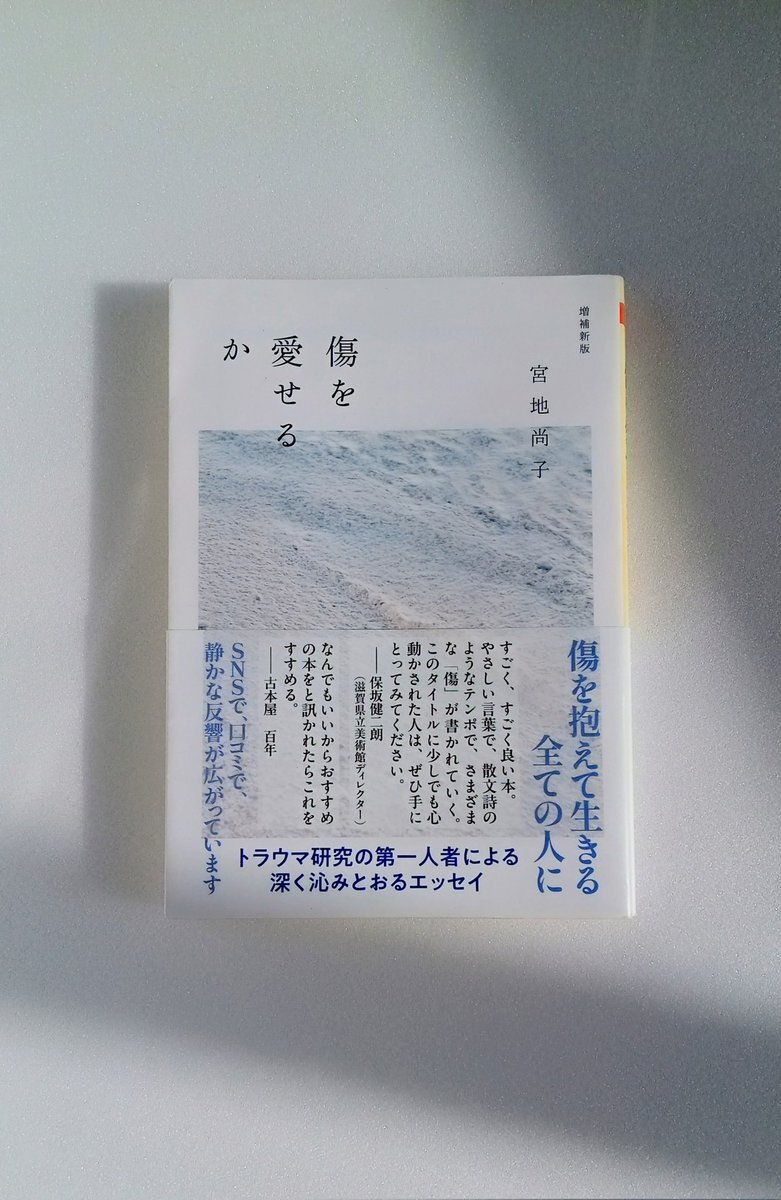 増補新版
宮地尚子
傷を
愛せる
か
傷を抱えて生きる
全ての人に
すごく、すごく良い本。
やさしい言葉で、散文詩の
ようなテンポで、さまざま
な「傷」が書かれていく。
このタイトルに少しでも心
動かされた人は、ぜひ手に
とってみてください。
――保坂健二朗
（滋賀県立美術館ディレクター）
なんでもいいからおすすめ
の本をと訊かれたらこれを
すすめる。
――古本屋 百年
SNSで、口コミで、
静かな反響が広がっています
トラウマ研究の第一人者による
深く沁みとおるエッセイ